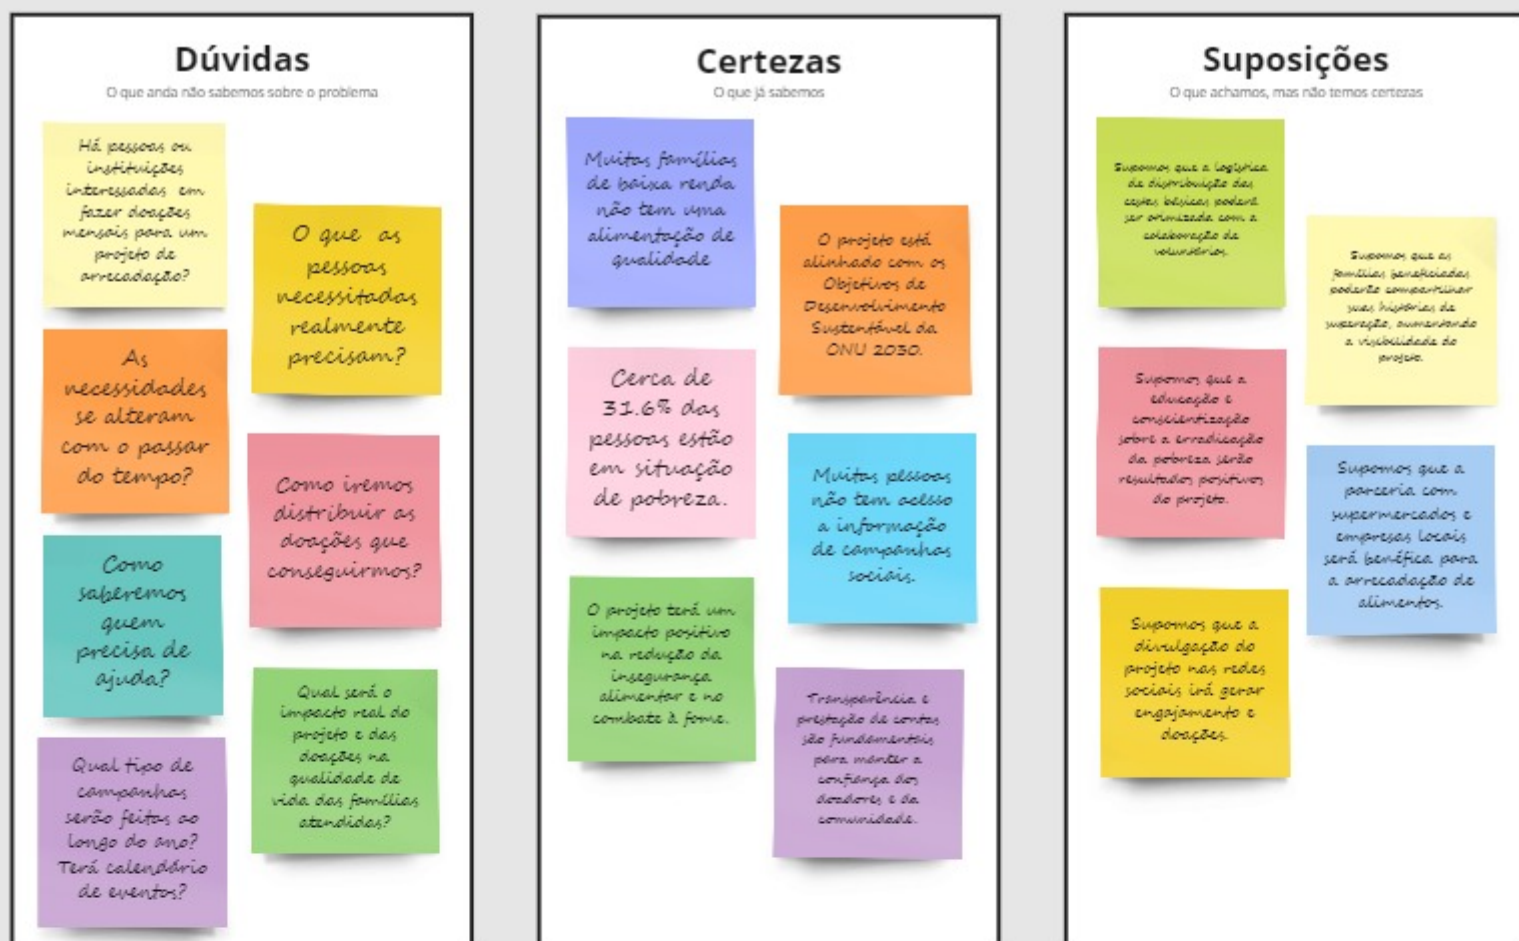 Dúvidas
O que anda não sabemos sobre o problema
Há pessoas ou
instituições
interessadas em
fazer doações
mensais para um
projeto de
arrecadação?
O que as
pessoas
necessitadas
realmente
precisam?
As
necessidades
se alteram
com o passar
do tempo?
Como iremos
distribuir as
doações que
conseguirmos?
Como
saberemos
quem
precisa de
ajuda?
Qual será o
impacto real do
projeto e das
doações na
qualidade de
vida das famílias
atendidas?
Qual tipo de
campanhas
serão feitas ao
longo do ano?
Terá calendário
de eventos?
Certezas
O que já sabemos
Muitas famílias
de baixa renda
não tem uma
alimentação de
qualidade
O projeto está
alinhado com os
Objetivos de
Desenvolvimento
Sustentável da
ONU 2030.
Cerca de
31.6% das
pessoas estão
em situação
de pobreza.
Muitas pessoas
não tem acesso
a informação
de campanhas
sociais.
O projeto terá um
impacto positivo
na redução da
insegurança
alimentar e no
combate à fome.
Transparência e
prestação de contas
são fundamentais
para manter a
confiança dos
doadores e da
comunidade.
Suposições
O que achamos, mas não temos certezas
Supomos que a logística
de distribuição das
cestas básicas poderá
ser otimizada com a
colaboração de
voluntários.
Supomos que as
famílias beneficiadas
poderão compartilhar
suas histórias de
superação, aumentando
a visibilidade do
projeto.
Supomos que a
educação e
conscientização
sobre a erradicação
da pobreza serão
resultados positivos
do projeto.
Supomos que a
parceria com
supermercados e
empresas locais
será benéfica para
a arrecadação de
alimentos.
Supomos que a
divulgação do
projeto nas redes
sociais irá gerar
engajamento e
doações.